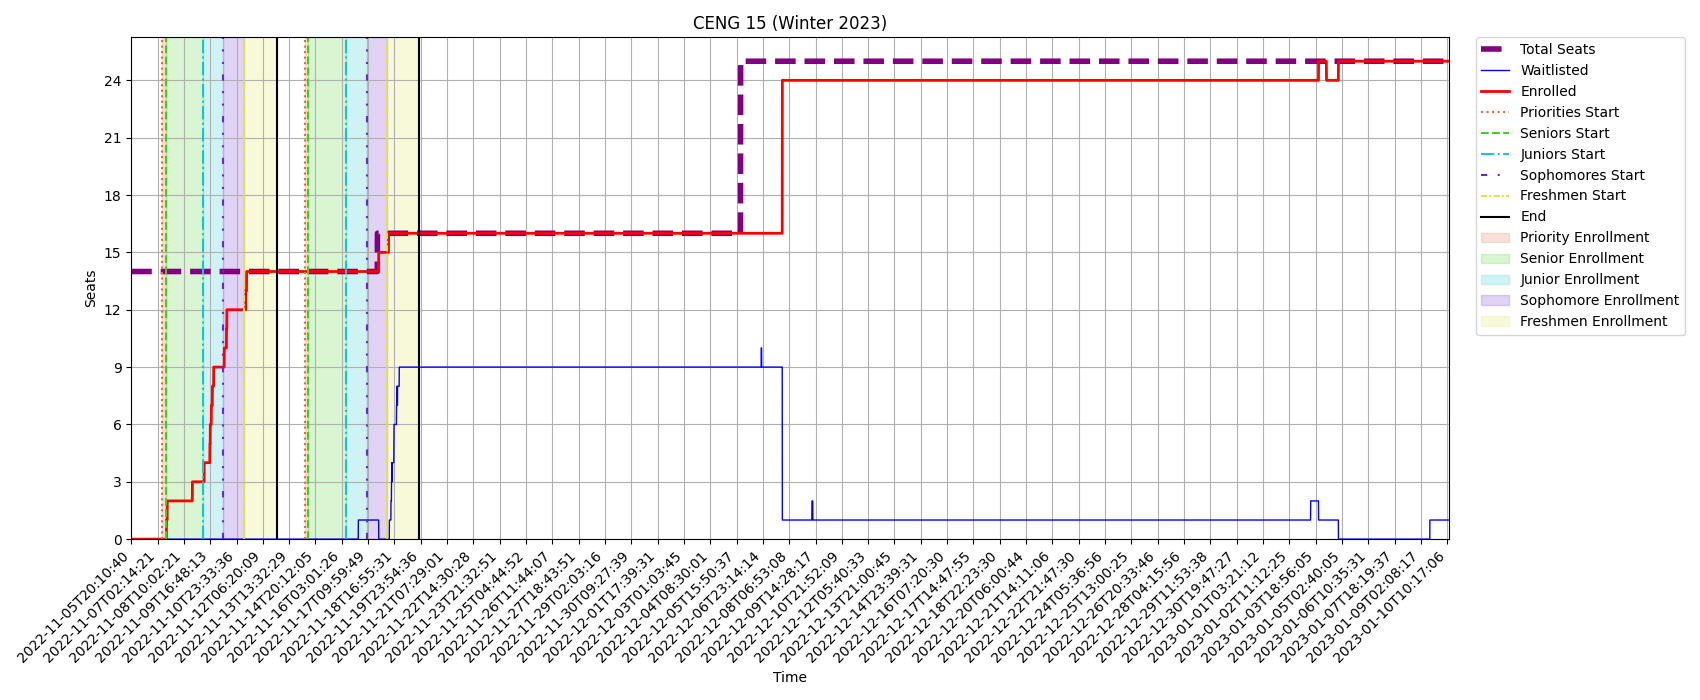 CENG 15 (Winter 2023)
Seats
24
21
18
15
12
9
6
3
0
2022-11-05T20:10:40
2022-11-07T02:14:21
2022-11-08T10:02:21
2022-11-09T16:48:13
2022-11-10T23:33:36
2022-11-12T06:20:09
2022-11-13T13:32:29
2022-11-14T20:12:05
2022-11-16T03:01:26
2022-11-17T09:59:49
2022-11-18T16:55:31
2022-11-19T23:54:36
2022-11-21T07:29:01
2022-11-22T14:30:28
2022-11-23T21:32:51
2022-11-25T04:44:52
2022-11-26T11:44:07
2022-11-27T18:43:51
2022-11-29T02:03:16
2022-11-30T09:27:39
2022-12-01T17:39:31
2022-12-03T01:03:45
2022-12-04T08:30:01
2022-12-05T15:50:37
2022-12-06T23:14:14
2022-12-08T06:53:08
2022-12-09T14:28:17
2022-12-10T21:52:09
2022-12-12T05:40:33
2022-12-13T21:00:45
2022-12-14T23:39:31
2022-12-16T07:20:30
2022-12-17T14:47:55
2022-12-18T22:23:30
2022-12-20T06:00:44
2022-12-21T14:11:06
2022-12-22T21:47:30
2022-12-24T05:36:56
2022-12-25T13:00:25
2022-12-26T20:33:46
2022-12-28T04:15:56
2022-12-29T11:53:38
2022-12-30T19:47:27
2023-01-01T03:21:12
2023-01-02T11:12:25
2023-01-03T18:56:05
2023-01-05T02:40:05
2023-01-06T10:35:31
2023-01-07T18:19:37
2023-01-09T02:08:17
2023-01-10T10:17:06
Time
Total Seats
Waitlisted
Enrolled
Priorities Start
Seniors Start
Juniors Start
Sophomores Start
Freshmen Start
End
Priority Enrollment
Senior Enrollment
Junior Enrollment
Sophomore Enrollment
Freshmen Enrollment